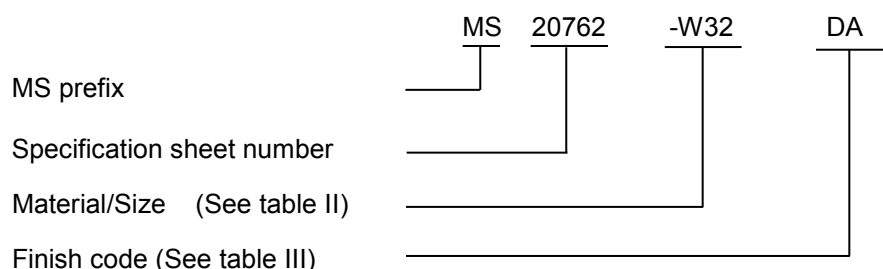 MS 20762 -W32 DA
MS prefix
Specification sheet number
Material/Size (See table II)
Finish code (See table III)